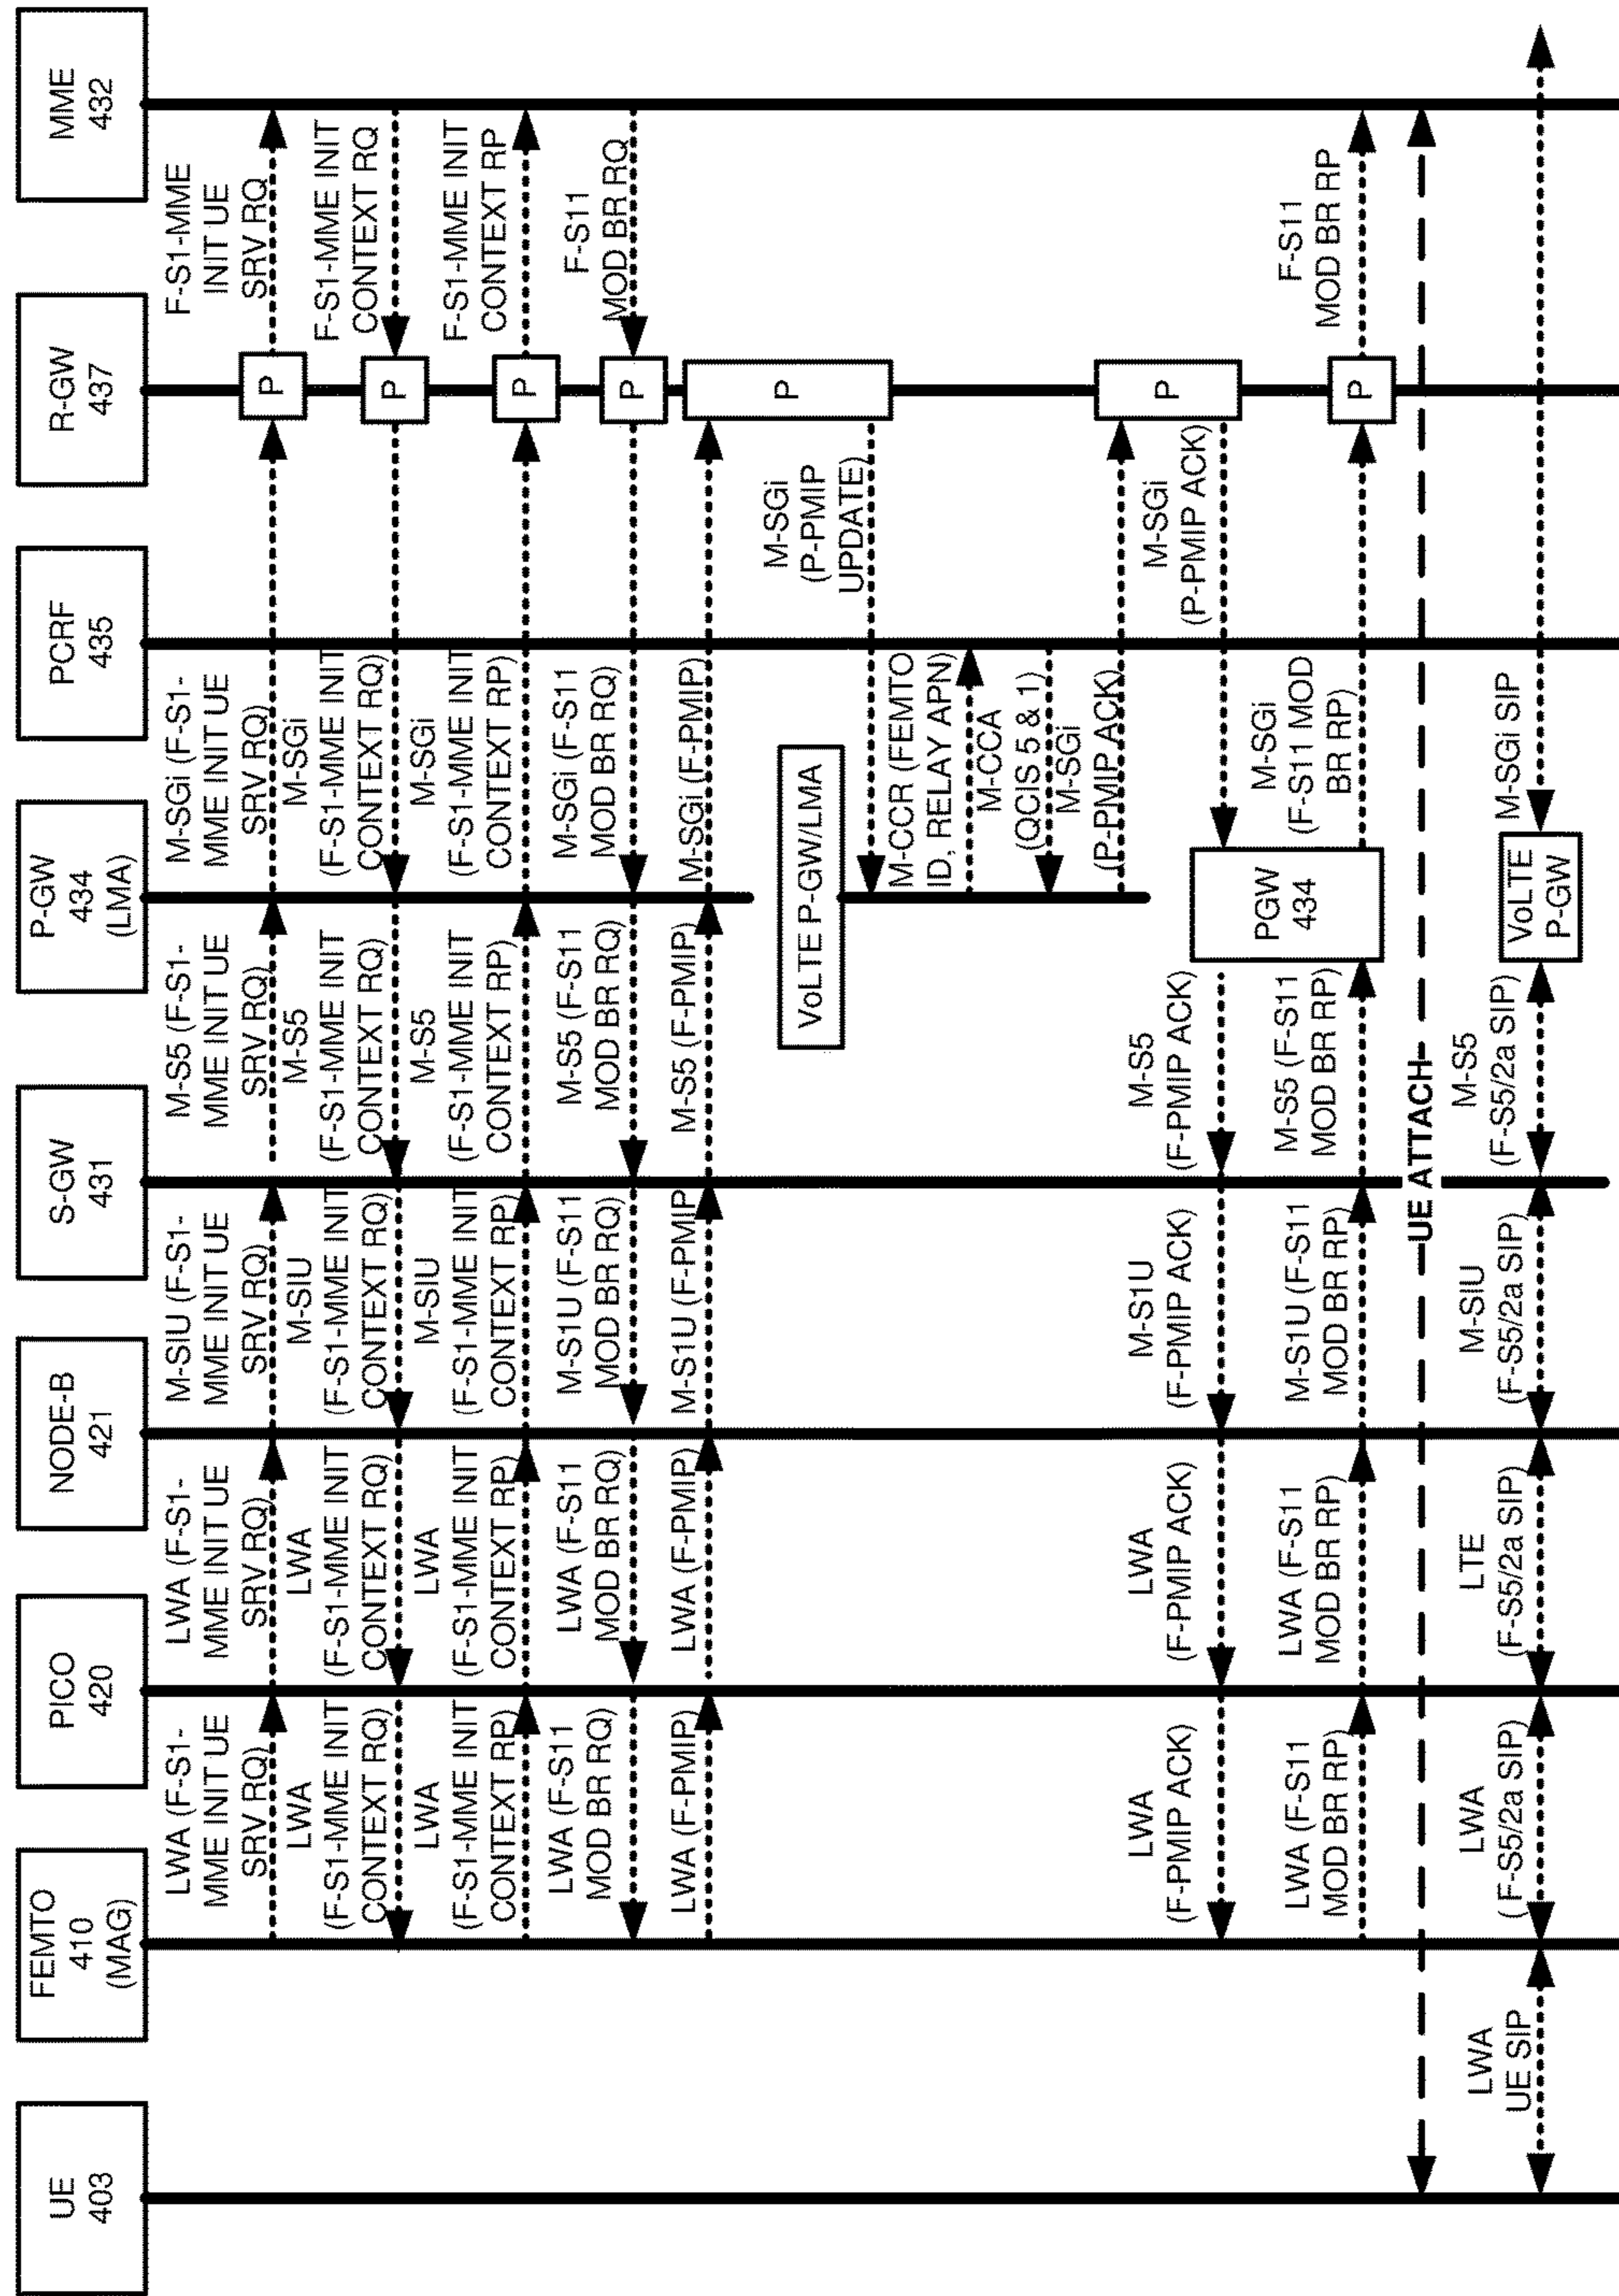 UE
403
FEMTO
410
(MAG)
PICO
420
NODE-B
421
S-GW
431
P-GW
434
(LMA)
PCRF
435
R-GW
437
MME
432
LWA (F-S1-
MME INIT UE
SRV RQ)
LWA (F-S1-
MME INIT UE
SRV RQ)
M-SIU (F-S1-
MME INIT UE
SRV RQ)
M-S5 (F-S1-
MME INIT UE
SRV RQ)
M-SGi (F-S1-
MME INIT UE
SRV RQ)
P
F-S1-MME
INIT UE
SRV RQ
LWA
(F-S1-MME INIT
CONTEXT RQ)
LWA
(F-S1-MME INIT
CONTEXT RQ)
M-SIU
(F-S1-MME INIT
CONTEXT RQ)
M-S5
(F-S1-MME INIT
CONTEXT RQ)
M-SGi
(F-S1-MME INIT
CONTEXT RQ)
P
F-S1-MME INIT
CONTEXT RQ
LWA
(F-S1-MME INIT
CONTEXT RP)
LWA
(F-S1-MME INIT
CONTEXT RP)
M-SIU
(F-S1-MME INIT
CONTEXT RP)
M-S5
(F-S1-MME INIT
CONTEXT RP)
M-SGi
(F-S1-MME INIT
CONTEXT RP)
P
F-S1-MME INIT
CONTEXT RP
LWA (F-S11
MOD BR RQ)
LWA (F-S11
MOD BR RQ)
M-S1U (F-S11
MOD BR RQ)
M-S5 (F-S11
MOD BR RQ)
M-SGi (F-S11
MOD BR RQ)
P
F-S11
MOD BR RQ
LWA (F-PMIP)
LWA (F-PMIP)
M-S1U (F-PMIP
M-S5 (F-PMIP)
M-SGi (F-PMIP)
P
M-SGi
(P-PMIP
UPDATE)
VoLTE P-GW/LMA
M-CCR (FEMTO
ID, RELAY APN)
M-CCA
(QCIS 5 & 1)
M-SGi
(P-PMIP ACK)
P
LWA
(F-PMIP ACK)
LWA
(F-PMIP ACK)
M-S1U
(F-PMIP ACK)
M-S5
(F-PMIP ACK)
PGW
434
M-SGi
(P-PMIP ACK)
LWA (F-S11
MOD BR RP)
LWA (F-S11
MOD BR RP)
M-S1U (F-S11
MOD BR RP)
M-S5 (F-S11
MOD BR RP)
M-SGi
(F-S11 MOD
BR RP)
P
F-S11
MOD BR RP
UE ATTACH
LWA
UE SIP
LWA
( F-S5/2a SIP)
LTE
(F-S5/2a SIP)
M-SIU
(F-S5/2a SIP)
M-S5
(F-S5/2a SIP)
VoLTE
P-GW
M-SGi SIP